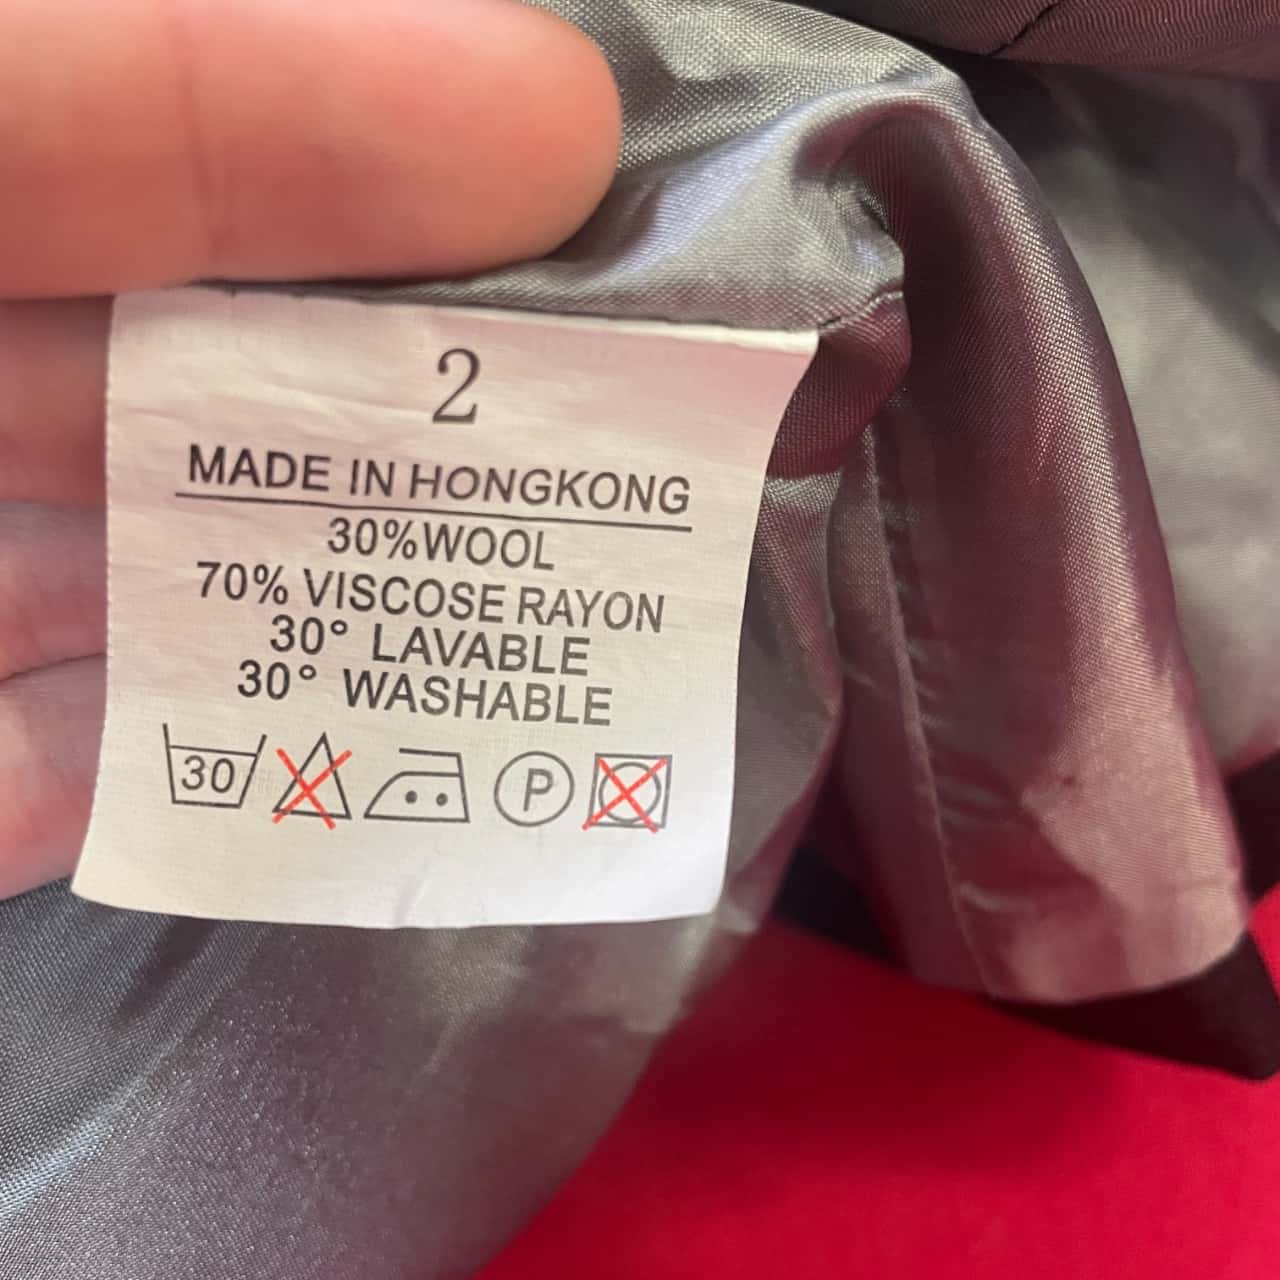 2
MADE IN HONGKONG
30%WOOL
70% VISCOSE RAYON
30° LAVABLE
30° WASHABLE
30 P